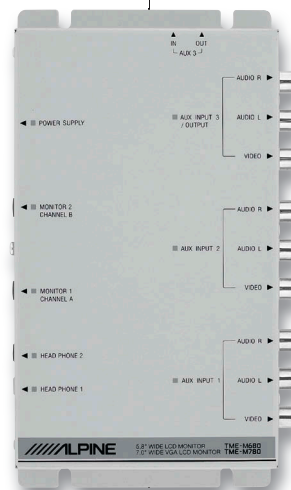 IN OUT
AUX 3
AUDIO R
POWER SUPPLY
AUX INPUT 3
/ OUTPUT
AUDIO L
VIDEO
MONITOR 2
CHANNEL B
AUDIO R
AUX INPUT 2
AUDIO L
MONITOR 1
CHANNEL A
VIDEO
AUDIO R
HEAD PHONE 2
HEAD PHONE 1
AUX INPUT 1
AUDIO L
VIDEO
ALPINE
5.8" WIDE LCD MONITOR TME-M580
7.0" WIDE VGA LCD MONITOR TME-M780